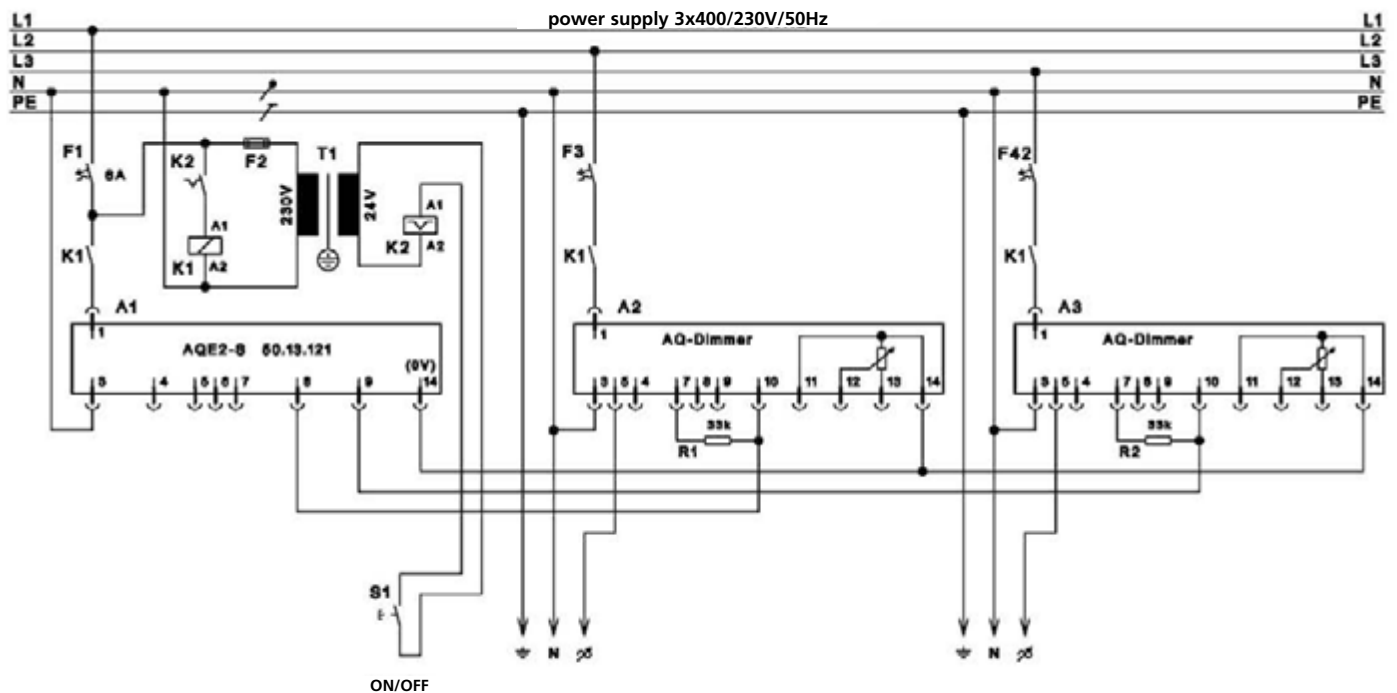 power supply 3x400/230V/50Hz
L1 L1
L2 L2
L3 L3
N N
PE PE
F1 6A K2 F2 T1 F3 F42
230V 24V
A1 A1
K1 K1 A2 K2 A2 K1 K1
A1 A2 A3
1 1 1
AQE2-8 50.13.121 AQ-Dimmer AQ-Dimmer
(0V)
3 4 5 6 7 8 9 14 3 5 4 7 8 9 10 11 12 13 14 3 5 4 7 8 9 10 11 12 13 14
33k 33k
R1 R2
S1
E
N N
ON/OFF